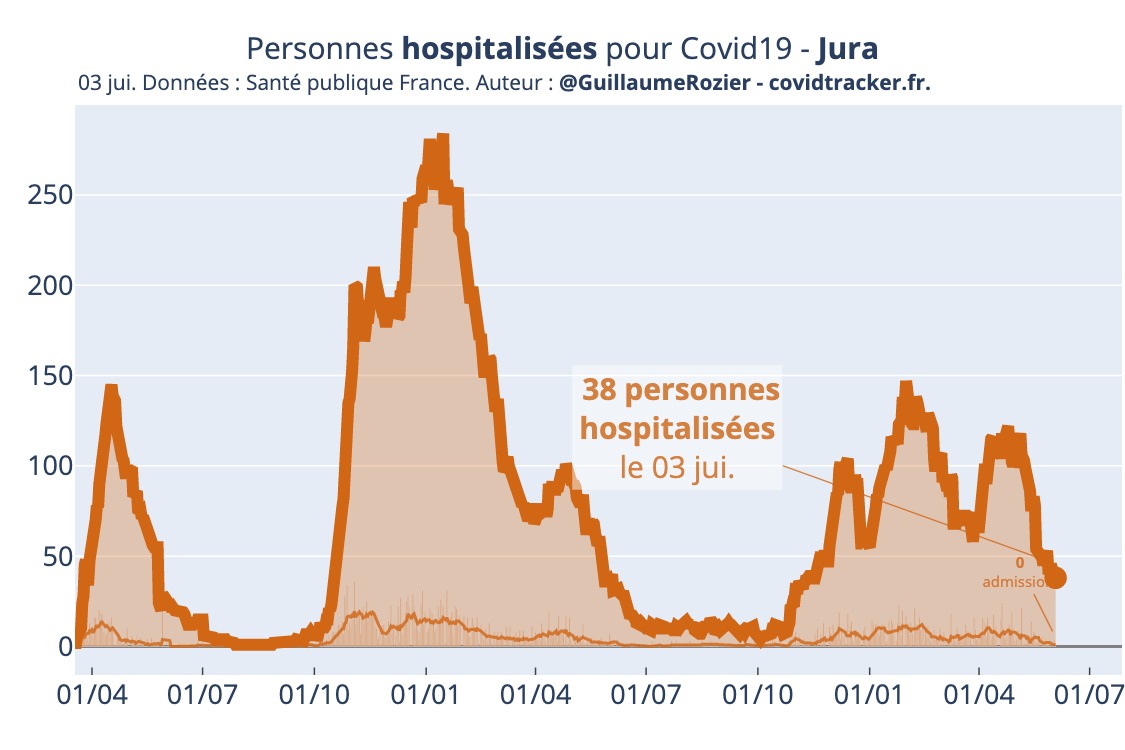 Personnes hospitalisées pour Covid19 - Jura
03 jui. Données : Santé publique France. Auteur : @GuillaumeRozier - covidtracker.fr.
250
200
150
100
50
0
38 personnes
hospitalisées
le 03 jui.
0
admissio
01/04 01/07 01/10 01/01 01/04 01/07 01/10 01/01 01/04 01/07